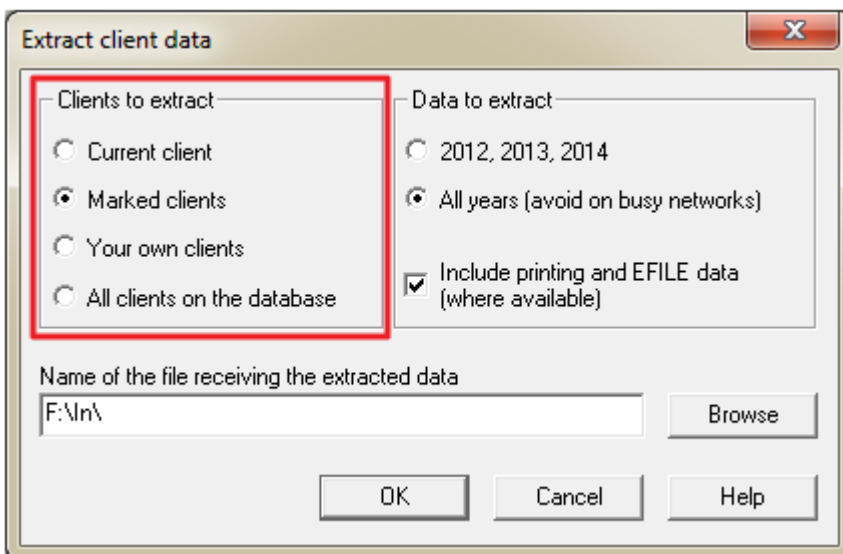 Extract client data
Clients to extract
Current client
Marked clients
Your own clients
All clients on the database
Data to extract
2012, 2013, 2014
All years (avoid on busy networks)
Include printing and EFILE data
(where available)
Name of the file receiving the extracted data
F:\In\
Browse
OK
Cancel
Help